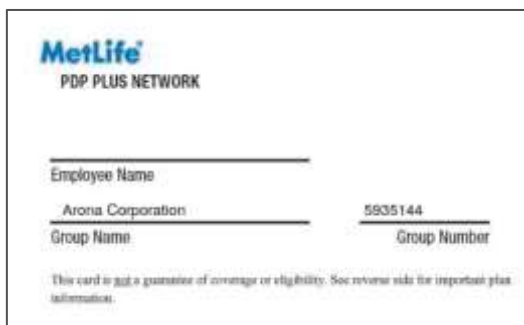 MetLife
PDP PLUS NETWORK
Employee Name
Arona Corporation 5935144
Group Name Group Number
This card is not a guarantee of coverage or eligibility. See reverse side for important plan
information.